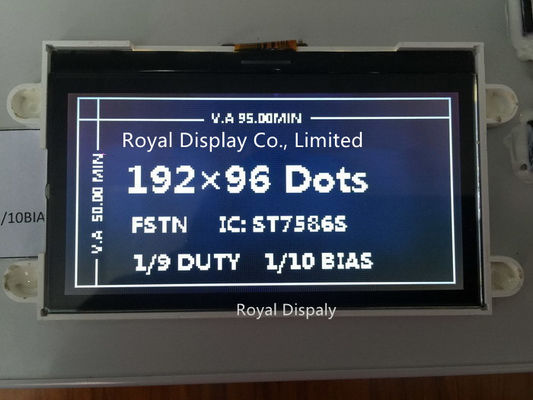 V.A 95.00MIN
Royal Display Co., Limited
V.A 50.00 MIN
192×96 Dots
FSTN IC: ST7586S
1/9 DUTY 1/10 BIAS
/10BIA
Royal Dispaly